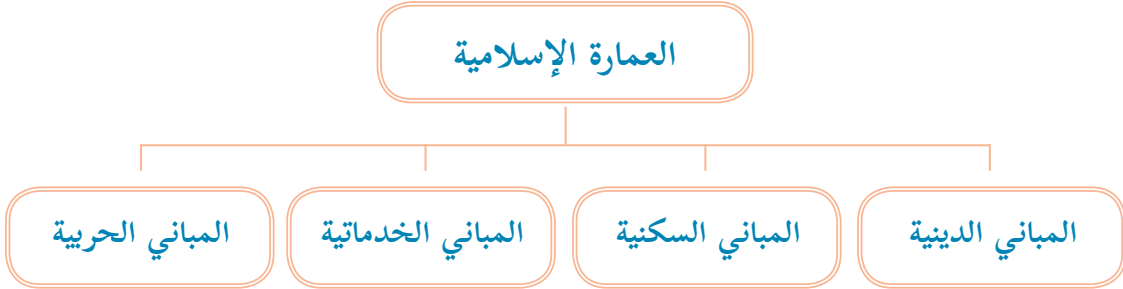 العمارة الإسلامية
المباني الدينية
المباني السكنية
المباني الخدماتية
المباني الحربية